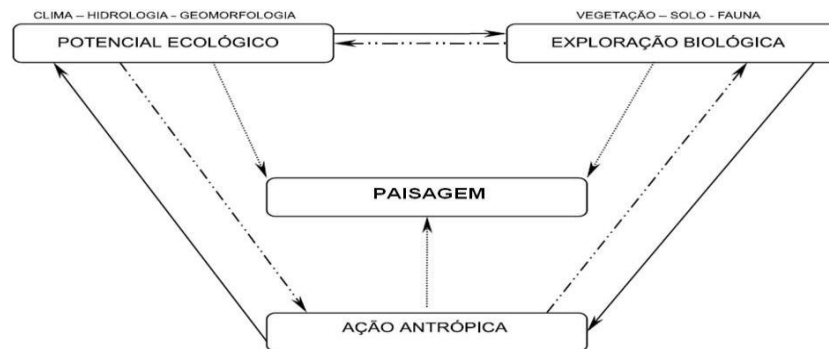 CLIMA – HIDROLOGIA - GEOMORFOLOGIA
VEGETAÇÃO – SOLO - FAUNA
POTENCIAL ECOLÓGICO
EXPLORAÇÃO BIOLÓGICA
PAISAGEM
AÇÃO ANTRÓPICA